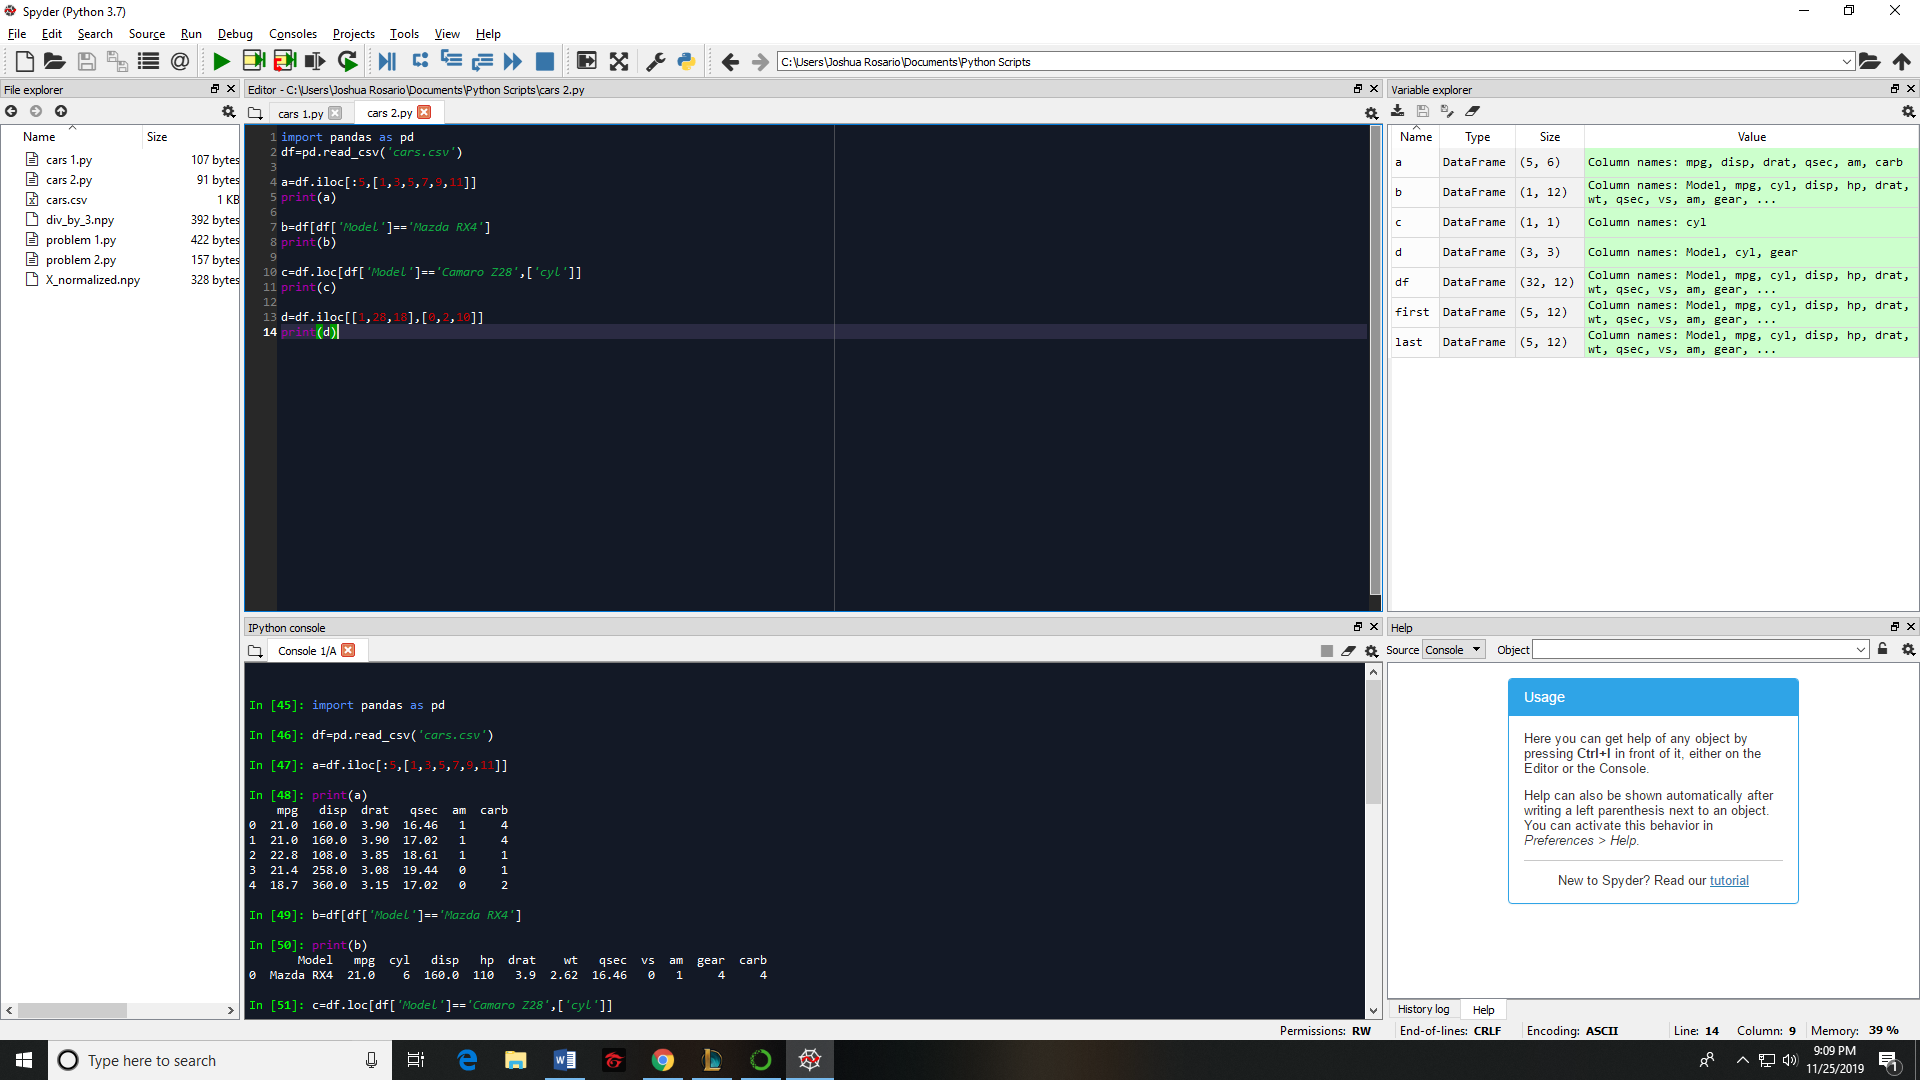 Spyder (Python 3.7)
File Edit Search Source Run Debug Consoles Projects Tools View Help
C:\Users\Joshua Rosario\Documents\Python Scripts
File explorer
Name Size
cars 1.py 107 bytes
cars 2.py 91 bytes
cars.csv 1 KB
div_by_3.npy 392 bytes
problem 1.py 422 bytes
problem 2.py 157 bytes
X_normalized.npy 328 bytes
Editor - C:\Users\Joshua Rosario\Documents\Python Scripts\cars 2.py
cars 1.py cars 2.py
1 import pandas as pd
2 df=pd.read_csv('cars.csv')
3
4 a=df.iloc[:5,[1,3,5,7,9,11]]
5 print(a)
6
7 b=df[df['Model']=='Mazda RX4']
8 print(b)
9
10 c=df.loc[df['Model']=='Camaro Z28',['cyl']]
11 print(c)
12
13 d=df.iloc[[1,28,18],[0,2,10]]
14 print(d)
IPython console
Console 1/A
In [45]: import pandas as pd
In [46]: df=pd.read_csv('cars.csv')
In [47]: a=df.iloc[:5,[1,3,5,7,9,11]]
In [48]: print(a)
mpg disp drat qsec am carb
0 21.0 160.0 3.90 16.46 1 4
1 21.0 160.0 3.90 17.02 1 4
2 22.8 108.0 3.85 18.61 1 1
3 21.4 258.0 3.08 19.44 0 1
4 18.7 360.0 3.15 17.02 0 2
In [49]: b=df[df['Model']=='Mazda RX4']
In [50]: print(b)
Model mpg cyl disp hp drat wt qsec vs am gear carb
0 Mazda RX4 21.0 6 160.0 110 3.9 2.62 16.46 0 1 4 4
In [51]: c=df.loc[df['Model']=='Camaro Z28',['cyl']]
Variable explorer
Name Type Size Value
a DataFrame (5, 6) Column names: mpg, disp, drat, qsec, am, carb
b DataFrame (1, 12) Column names: Model, mpg, cyl, disp, hp, drat,
wt, qsec, vs, am, gear, ...
c DataFrame (1, 1) Column names: cyl
d DataFrame (3, 3) Column names: Model, cyl, gear
df DataFrame (32, 12) Column names: Model, mpg, cyl, disp, hp, drat,
wt, qsec, vs, am, gear, ...
first DataFrame (5, 12) Column names: Model, mpg, cyl, disp, hp, drat,
wt, qsec, vs, am, gear, ...
last DataFrame (5, 12) Column names: Model, mpg, cyl, disp, hp, drat,
wt, qsec, vs, am, gear, ...
Help
Source Console Object
Usage
Here you can get help of any object by
pressing Ctrl+I in front of it, either on the
Editor or the Console.
Help can also be shown automatically after
writing a left parenthesis next to an object.
You can activate this behavior in
Preferences > Help.
New to Spyder? Read our tutorial
History log Help
Permissions: RW End-of-lines: CRLF Encoding: ASCII Line: 14 Column: 9 Memory: 39 %
Type here to search
9:09 PM
11/25/2019
1